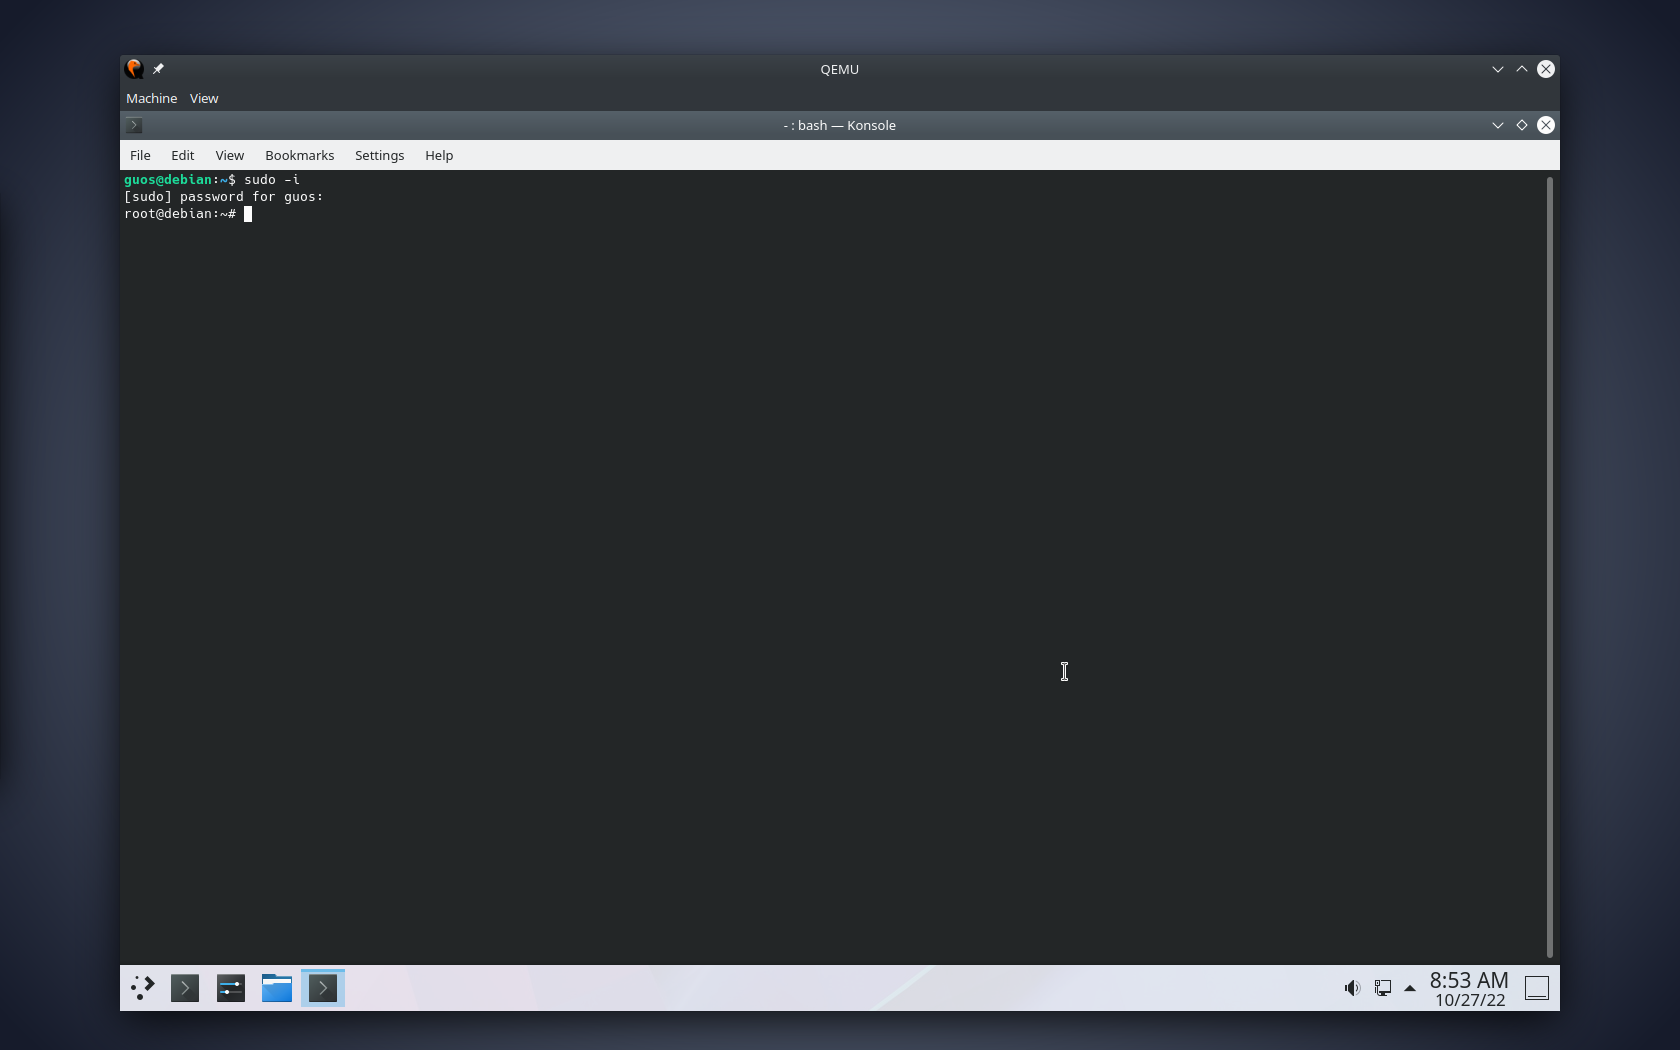 QEMU
Machine View
- : bash — Konsole
File Edit View Bookmarks Settings Help
guos@debian:~$ sudo -i
[sudo] password for guos:
root@debian:~#
8:53 AM
10/27/22